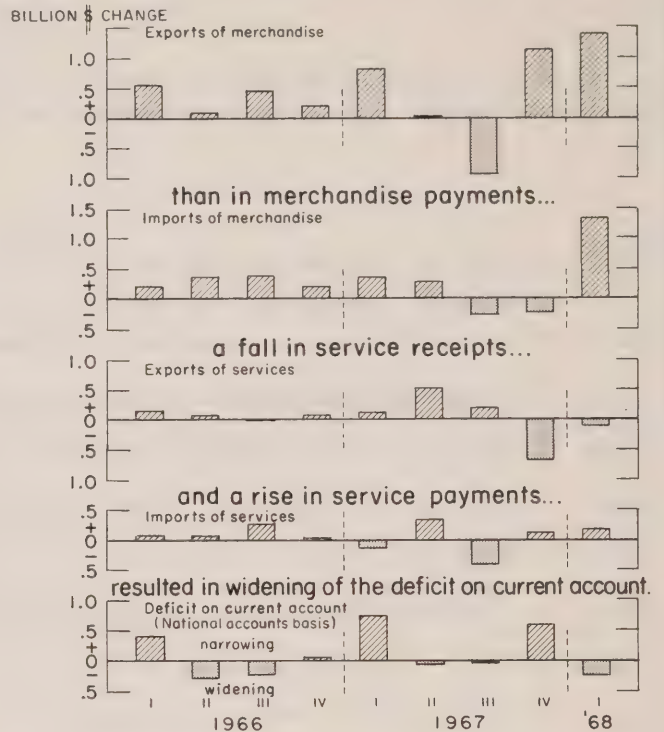 BILLION $ CHANGE
Exports of merchandise
1.0
.5
+
0
−
.5
1.0
than in merchandise payments...
Imports of merchandise
1.5
1.0
.5
+
0
−
.5
a fall in service receipts...
Exports of services
1.0
.5
+
0
−
.5
1.0
and a rise in service payments...
Imports of services
.5
+
0
−
.5
resulted in widening of the deficit on current account.
Deficit on current account
(National accounts basis)
1.0
.5
narrowing
+
0
−
widening
.5
I II III IV I II III IV I
1966 1967 '68